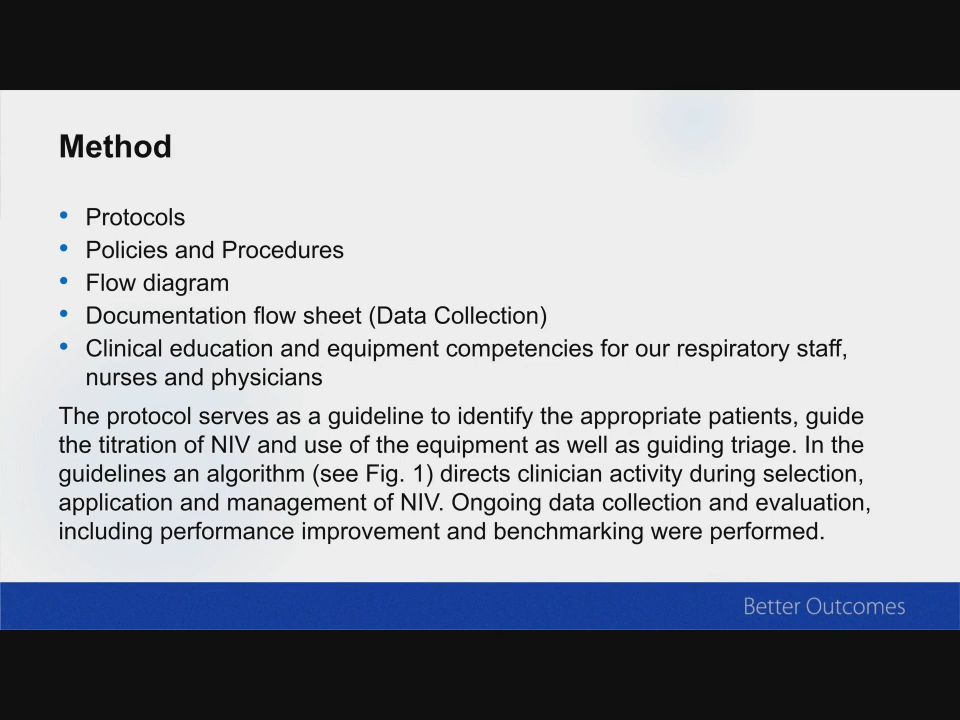 Method
• Protocols
• Policies and Procedures
• Flow diagram
• Documentation flow sheet (Data Collection)
• Clinical education and equipment competencies for our respiratory staff,
nurses and physicians
The protocol serves as a guideline to identify the appropriate patients, guide
the titration of NIV and use of the equipment as well as guiding triage. In the
guidelines an algorithm (see Fig. 1) directs clinician activity during selection,
application and management of NIV. Ongoing data collection and evaluation,
including performance improvement and benchmarking were performed.
Better Outcomes